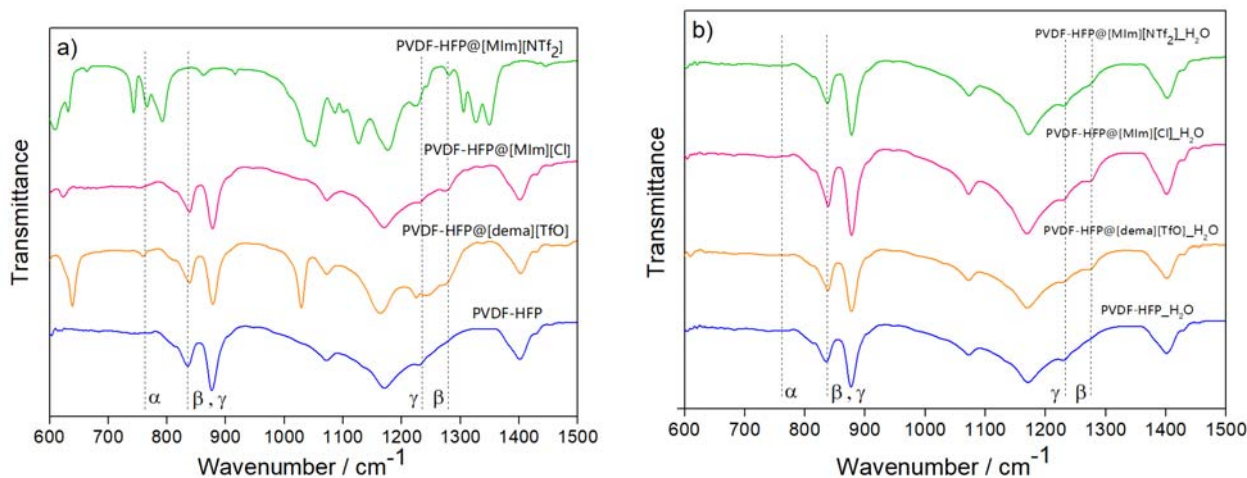 a)
PVDF-HFP@[MIm][NTf₂]
PVDF-HFP@[MIm][Cl]
PVDF-HFP@[dema][TfO]
PVDF-HFP
α
β , γ
γ
β
Transmittance
600 700 800 900 1000 1100 1200 1300 1400 1500
Wavenumber / cm⁻¹
b)
PVDF-HFP@[MIm][NTf₂]_H₂O
PVDF-HFP@[MIm][Cl]_H₂O
PVDF-HFP@[dema][TfO]_H₂O
PVDF-HFP_H₂O
α
β , γ
γ
β
Transmittance
600 700 800 900 1000 1100 1200 1300 1400 1500
Wavenumber / cm⁻¹